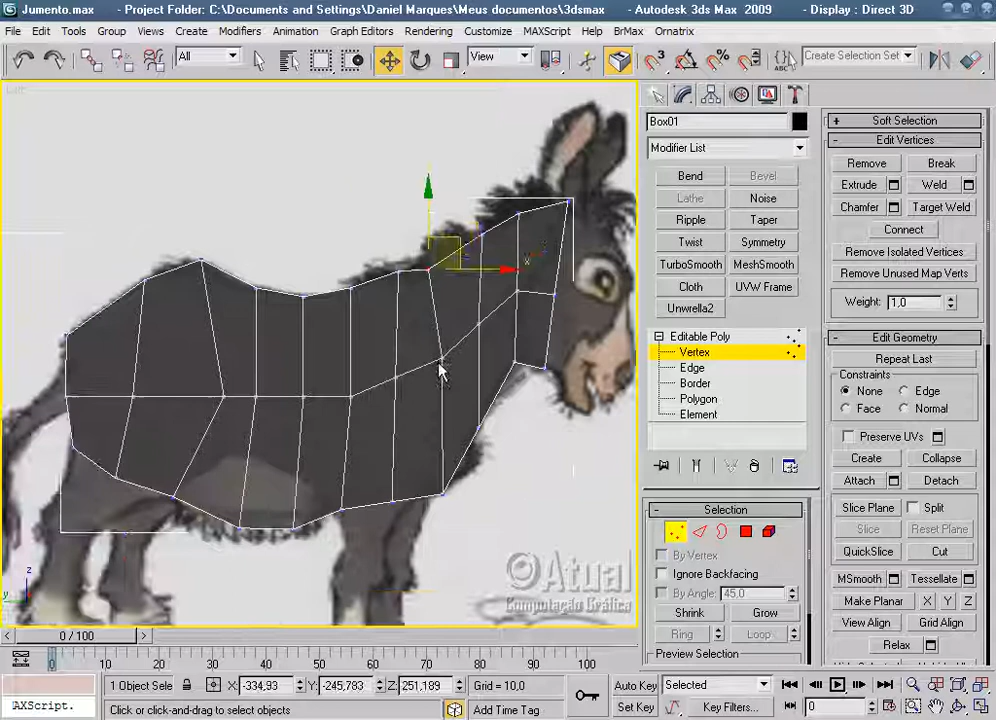 Jumento.max - Project Folder: C:\Documents and Settings\Daniel Marques\Meus documentos\3dsmax - Autodesk 3ds Max 2009 - Display : Direct 3D
File Edit Tools Group Views Create Modifiers Animation Graph Editors Rendering Customize MAXScript Help BrMax Ornatrix
All View Create Selection Set
Left
Box01
Modifier List
Bend Bevel
Lathe Noise
Ripple Taper
Twist Symmetry
TurboSmooth MeshSmooth
Cloth UVW Frame
Unwella2
Editable Poly
Vertex
Edge
Border
Polygon
Element
Selection
By Vertex
Ignore Backfacing
By Angle: 45,0
Shrink Grow
Ring Loop
Preview Selection
Soft Selection
Edit Vertices
Remove Break
Extrude Weld
Chamfer Target Weld
Connect
Remove Isolated Vertices
Remove Unused Map Verts
Weight: 1,0
Edit Geometry
Repeat Last
Constraints
None Edge
Face Normal
Preserve UVs
Create Collapse
Attach Detach
Slice Plane Split
Slice Reset Plane
QuickSlice Cut
MSmooth Tessellate
Make Planar X Y Z
View Align Grid Align
Relax
x
z
y
©Atual
Computação Gráfica
0 / 100
0 10 20 30 40 50 60 70 80 90 100
1 Object Sele X: -334,93 Y: -245,783 Z: 251,189 Grid = 10,0 Auto Key Selected
AXScript. Click or click-and-drag to select objects Add Time Tag Set Key Key Filters... 0